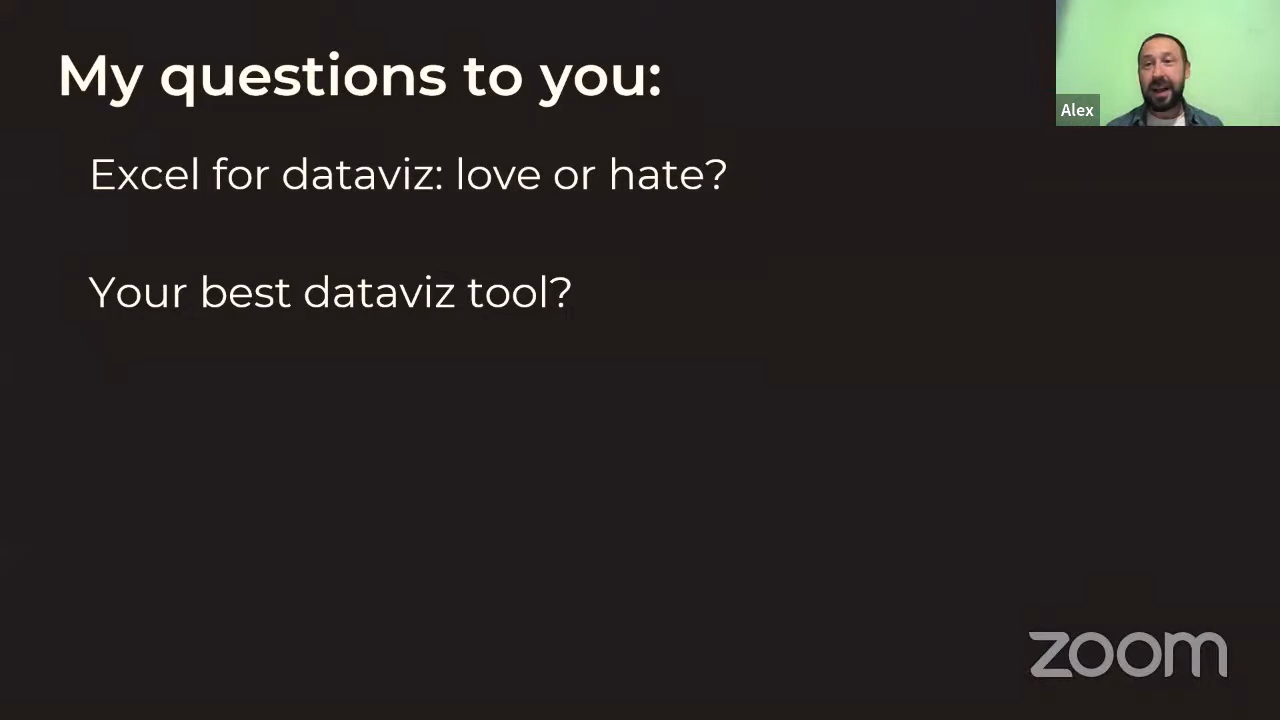 My questions to you:
Alex
Excel for dataviz: love or hate?
Your best dataviz tool?
zoom